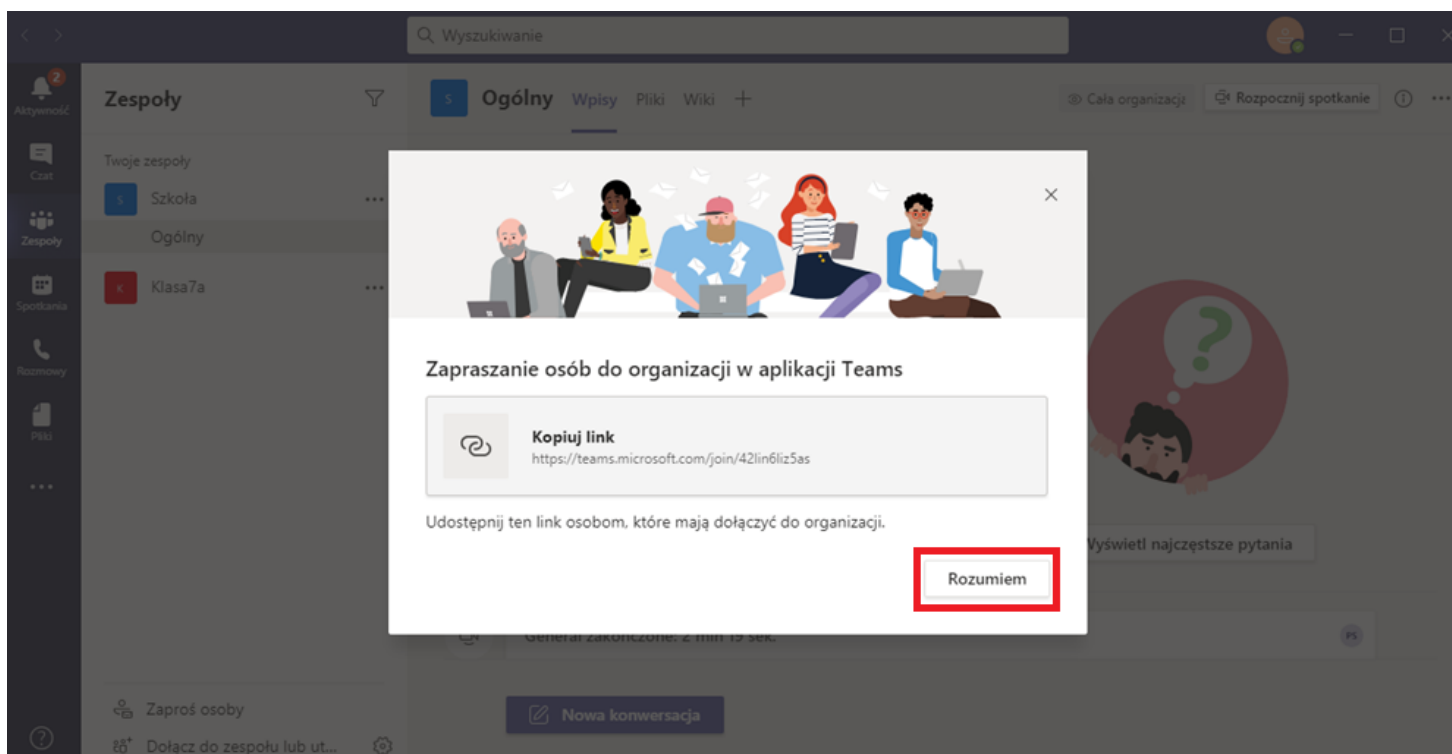 Wyszukiwanie
2
Aktywność
Zespoły
S Ogólny Wpisy Pliki Wiki +
Cała organizacja
Rozpocznij spotkanie
Czat
Twoje zespoły
S Szkoła
Ogólny
Zespoły
K Klasa7a
Spotkania
Rozmowy
Pliki
Zapraszanie osób do organizacji w aplikacji Teams
Kopiuj link
https://teams.microsoft.com/join/42lin6liz5as
Udostępnij ten link osobom, które mają dołączyć do organizacji.
Wyświetl najczęstsze pytania
Rozumiem
General zakończone: 2 min 19 sek.
PS
Zaproś osoby
Nowa konwersacja
Dołącz do zespołu lub ut...